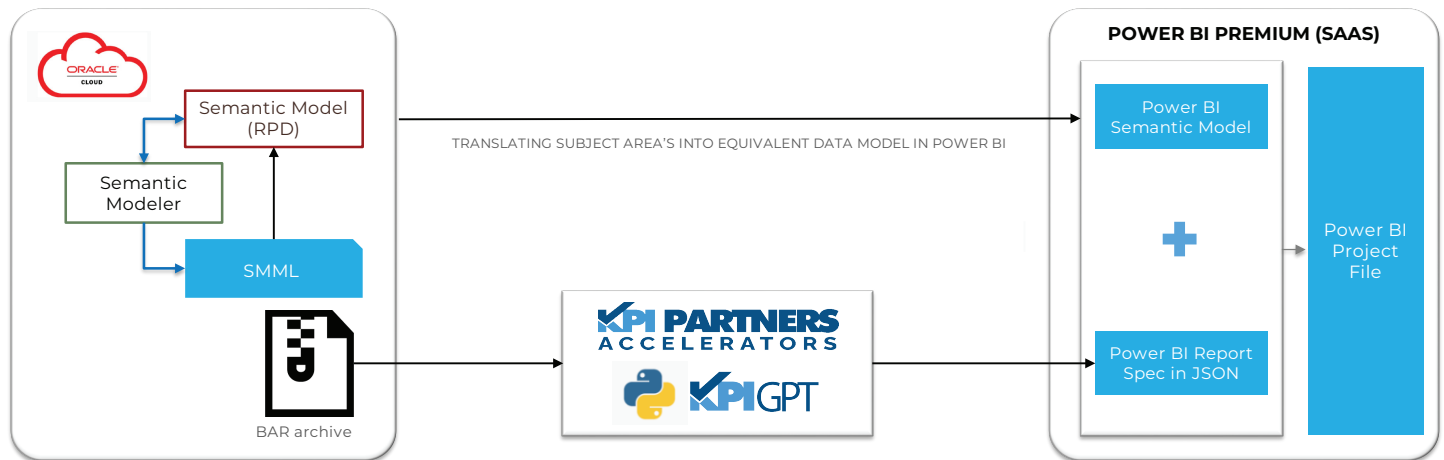 ORACLE
CLOUD
Semantic Model
(RPD)
Semantic
Modeler
SMML
BAR archive
TRANSLATING SUBJECT AREA'S INTO EQUIVALENT DATA MODEL IN POWER BI
KPI PARTNERS
ACCELERATORS
KPIGPT
POWER BI PREMIUM (SAAS)
Power BI
Semantic Model
Power BI Report
Spec in JSON
Power BI
Project
File